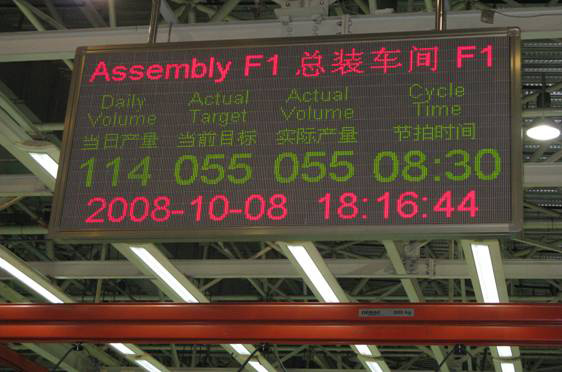 Assembly F1 总装车间 F1
Daily Volume Actual Target Actual Volume Cycle Time
当日产量 当前目标 实际产量 节拍时间
114 055 055 08:30
2008-10-08 18:16:44